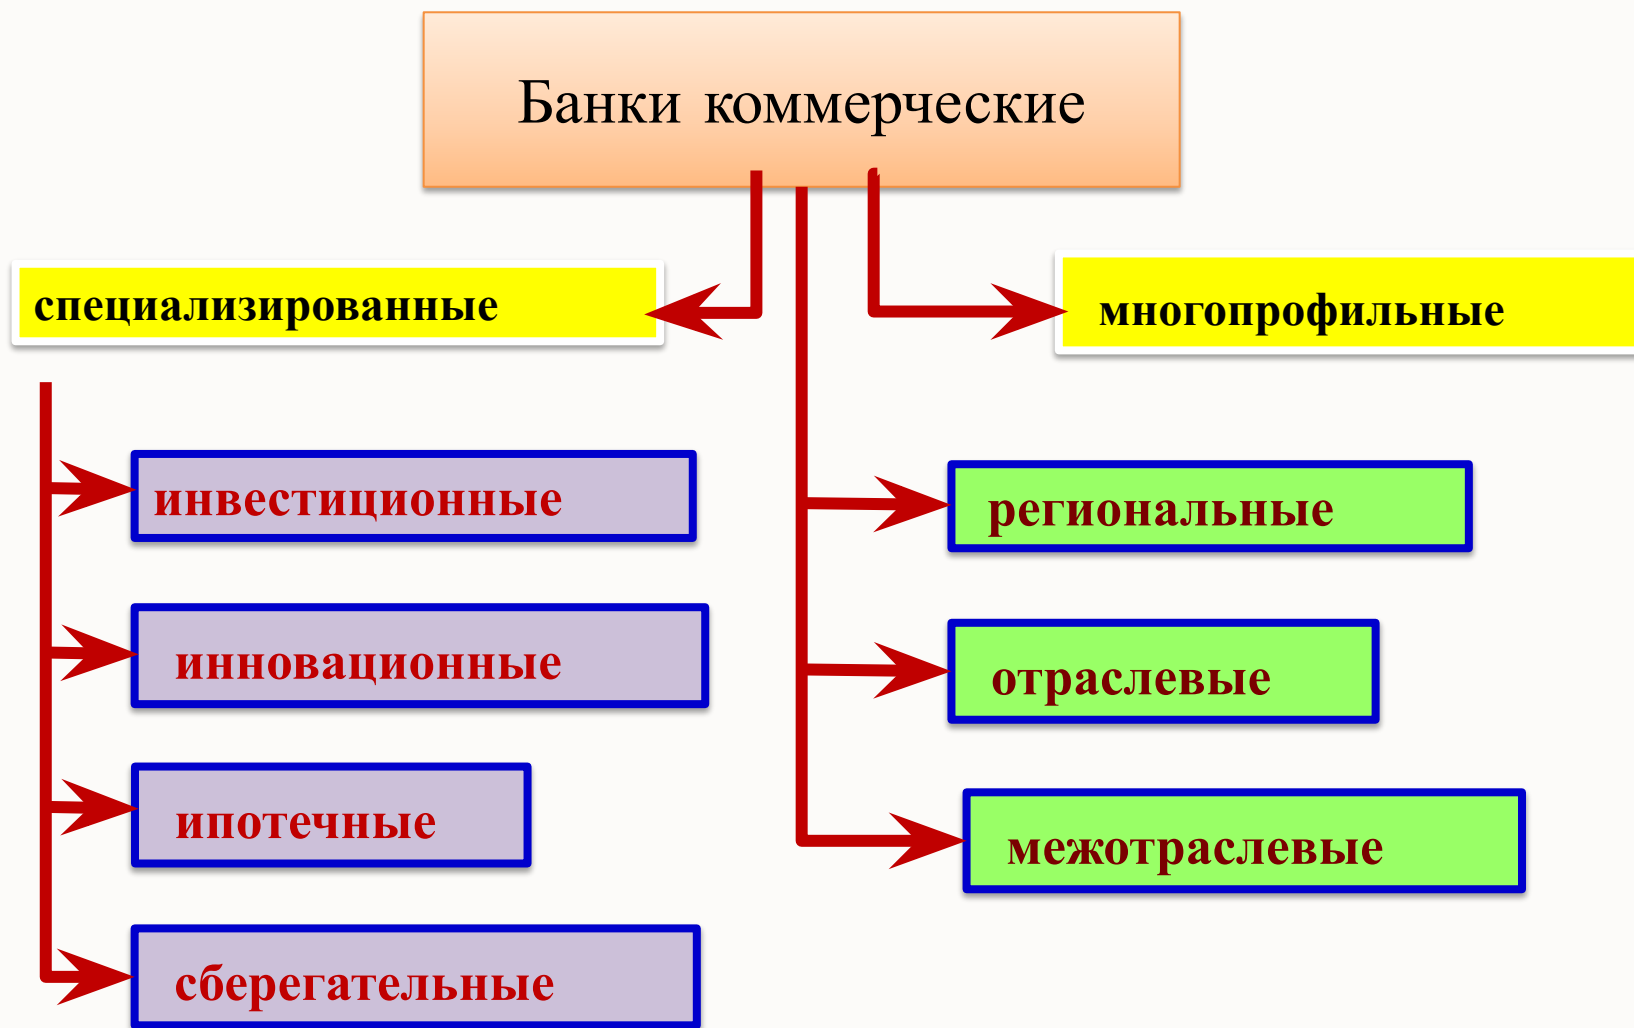 Банки коммерческие
специализированные
многопрофильные
инвестиционные
инновационные
ипотечные
сберегательные
региональные
отраслевые
межотраслевые